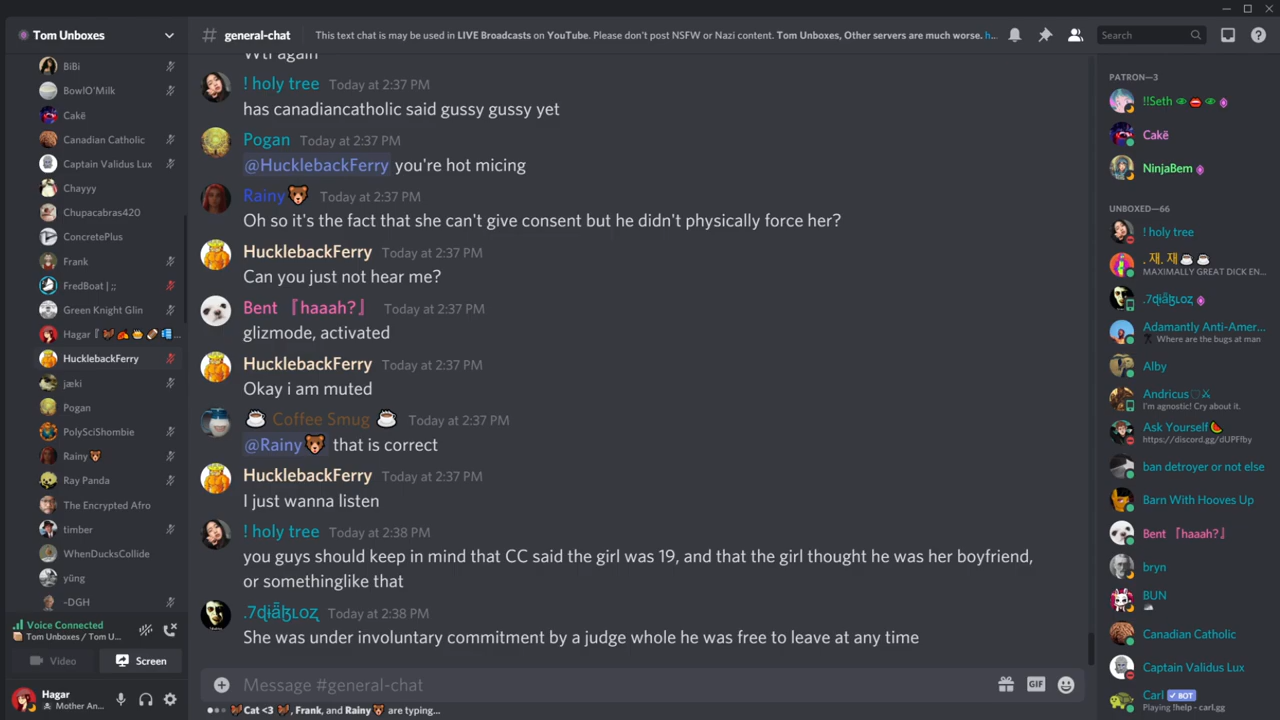 Tom Unboxes
BiBi
BowlO'Milk
Cakë
Canadian Catholic
Captain Validus Lux
Chayyy
Chupacabras420
ConcretePlus
Frank
FredBoat | ;;
Green Knight Glin
Hagar
HucklebackFerry
jæki
Pogan
PolySciShombie
Rainy
Ray Panda
The Encrypted Afro
timber
WhenDucksCollide
yüng
-DGH
Voice Connected
Tom Unboxes / Tom U...
Video Screen
Hagar
Mother An...
# general-chat This text chat is may be used in LIVE Broadcasts on YouTube. Please don't post NSFW or Nazi content. Tom Unboxes, Other servers are much worse. h...
Search
Wtf again
! holy tree Today at 2:37 PM
has canadiancatholic said gussy gussy yet
Pogan Today at 2:37 PM
@HucklebackFerry you're hot micing
Rainy Today at 2:37 PM
Oh so it's the fact that she can't give consent but he didn't physically force her?
HucklebackFerry Today at 2:37 PM
Can you just not hear me?
Bent 『haaah?』 Today at 2:37 PM
glizmode, activated
HucklebackFerry Today at 2:37 PM
Okay i am muted
Coffee Smug Today at 2:37 PM
@Rainy that is correct
HucklebackFerry Today at 2:37 PM
I just wanna listen
! holy tree Today at 2:38 PM
you guys should keep in mind that CC said the girl was 19, and that the girl thought he was her boyfriend,
or somethinglike that
Today at 2:38 PM
She was under involuntary commitment by a judge whole he was free to leave at any time
Message #general-chat
GIF
Cat <3 , Frank, and Rainy are typing...
PATRON—3
!!Seth
Cakë
NinjaBem
UNBOXED—66
! holy tree
. 재. 재
MAXIMALLY GREAT DICK EN...
Adamantly Anti-Amer...
Where are the bugs at man
Alby
Andricus
I'm agnostic! Cry about it.
Ask Yourself
https://discord.gg/dUPFfby
ban detroyer or not else
Barn With Hooves Up
Bent 『haaah?』
bryn
BUN
Canadian Catholic
Captain Validus Lux
Carl BOT
Playing !help - carl.gg